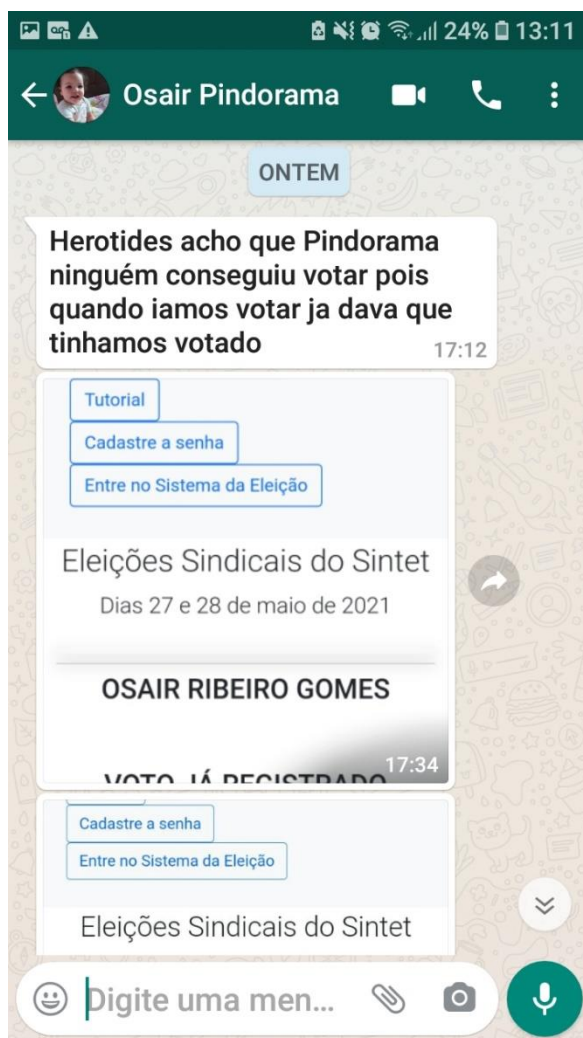 24% 13:11
Osair Pindorama
ONTEM
Herotides acho que Pindorama
ninguém conseguiu votar pois
quando iamos votar ja dava que
tinhamos votado
17:12
Tutorial
Cadastre a senha
Entre no Sistema da Eleição
Eleições Sindicais do Sintet
Dias 27 e 28 de maio de 2021
OSAIR RIBEIRO GOMES
VOTO JÁ REGISTRADO
17:34
Cadastre a senha
Entre no Sistema da Eleição
Eleições Sindicais do Sintet
Digite uma men...